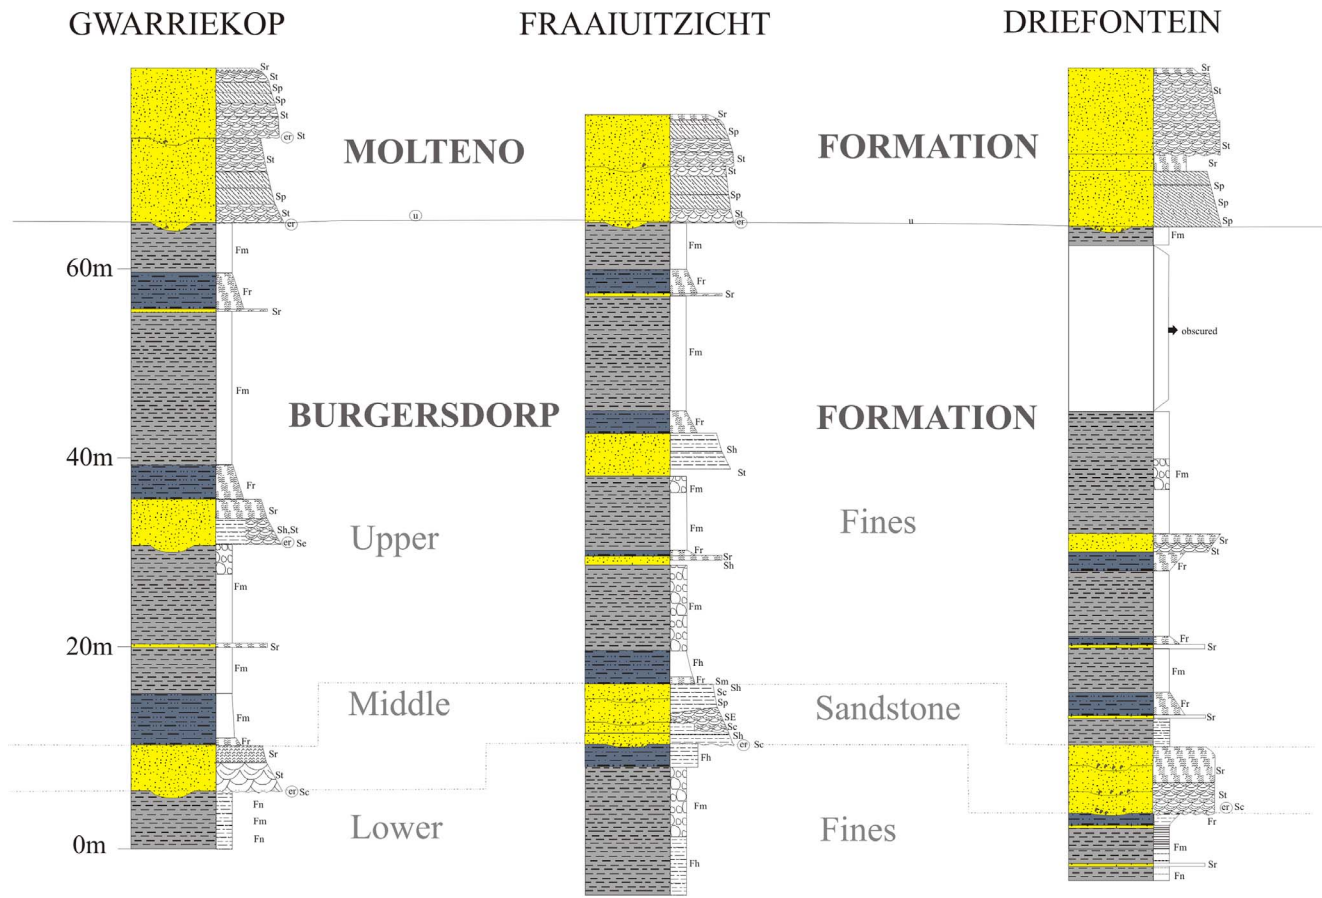 GWARRIEKOP
FRAAIUITZICHT
DRIEFONTEIN
MOLTENO
FORMATION
BURGERSDORP
FORMATION
Upper
Fines
Middle
Sandstone
Lower
Fines
60m
40m
20m
0m
Sr
St
Sp
Sp
St
er St
St
Sp
St
er
Fm
Fr
Sr
Fm
Fr
Sr
Sh,St
er Sc
Fm
Sr
Fm
Fm
Fr
Sr
St
er Sc
Fn
Fm
Fn
u
Sr
Sp
St
St
Sp
St
er
Fm
Fr
Sr
Fm
Fr
Sh
St
Fm
Fm
Fr
Sr
Sh
Fm
Fh
Fr
Sm
Sh
Sc
Sp
SE
Sc
Sh
er Sc
Fh
Fm
Fh
u
Sr
St
St
Sr
Sp
Sp
Sp
Fm
obscured
Fm
Sr
St
Fr
Fr
Sr
Fm
Fr
Sr
Sr
St
er Sc
Fr
Fm
Sr
Fn